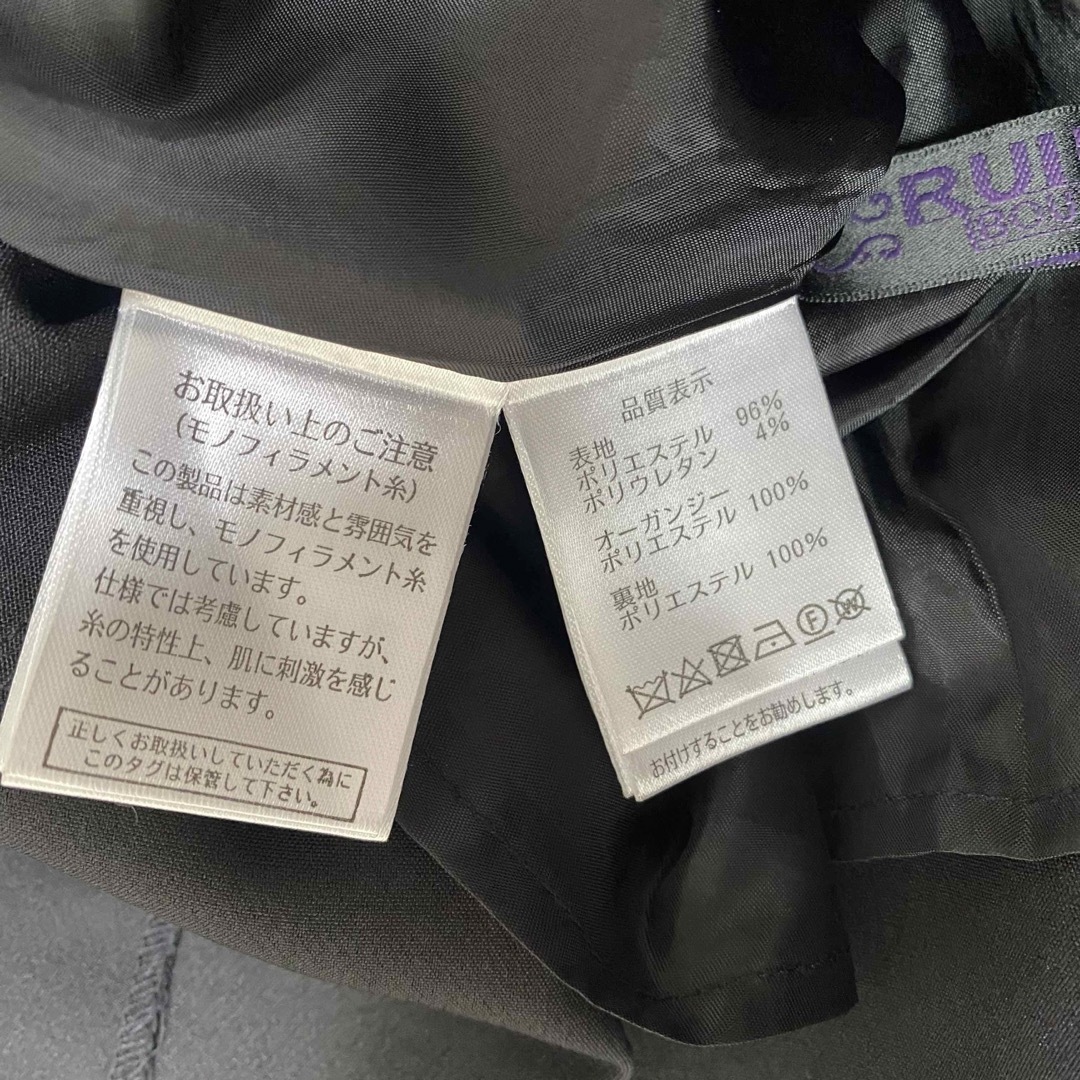 お取扱い上のご注意
(モノフィラメント糸)
この製品は素材感と雰囲気を
重視し、モノフィラメント糸
を使用しています。
仕様では考慮していますが、
糸の特性上、肌に刺激を感じ
ることがあります。
正しくお取扱いしていただく為に
このタグは保管して下さい。
品質表示
表地
ポリエステル 96%
ポリウレタン 4%
オーガンジー
ポリエステル 100%
裏地
ポリエステル 100%
F W
お付けすることをお勧めします。
RUI
BOU